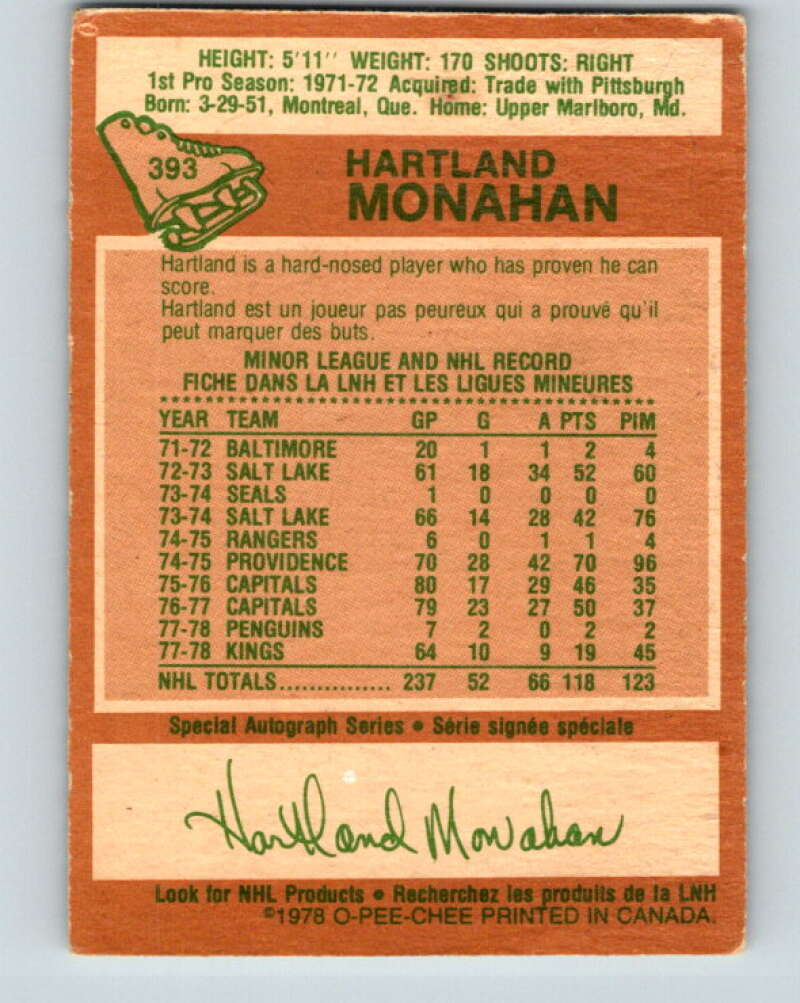 HEIGHT: 5'11'' WEIGHT: 170 SHOOTS: RIGHT
1st Pro Season: 1971-72 Acquired: Trade with Pittsburgh
Born: 3-29-51, Montreal, Que. Home: Upper Marlboro, Md.
393
HARTLAND
MONAHAN
Hartland is a hard-nosed player who has proven he can
score.
Hartland est un joueur pas peureux qui a prouvé qu'il
peut marquer des buts.
MINOR LEAGUE AND NHL RECORD
FICHE DANS LA LNH ET LES LIGUES MINEURES
YEAR TEAM GP G A PTS PIM
71-72 BALTIMORE 20 1 1 2 4
72-73 SALT LAKE 61 18 34 52 60
73-74 SEALS 1 0 0 0 0
73-74 SALT LAKE 66 14 28 42 76
74-75 RANGERS 6 0 1 1 4
74-75 PROVIDENCE 70 28 42 70 96
75-76 CAPITALS 80 17 29 46 35
76-77 CAPITALS 79 23 27 50 37
77-78 PENGUINS 7 2 0 2 2
77-78 KINGS 64 10 9 19 45
NHL TOTALS............... 237 52 66 118 123
Special Autograph Series • Série signée spéciale
Hartland Monahan
Look for NHL Products • Recherchez les produits de la LNH
©1978 O-PEE-CHEE PRINTED IN CANADA.